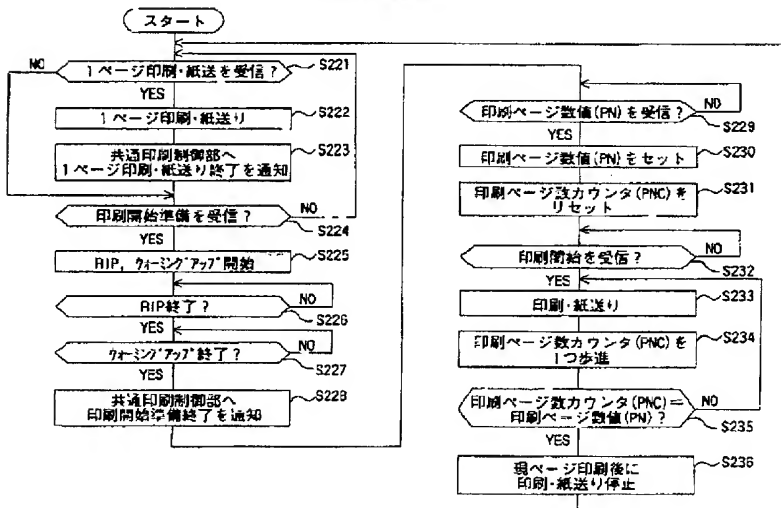 スタート
1ページ印刷・紙送を受信?
NO
S221
YES
1ページ印刷・紙送り
S222
共通印刷制御部へ
1ページ印刷・紙送り終了を通知
S223
印刷開始準備を受信?
NO
S224
YES
RIP, ウォーミングアップ開始
S225
RIP終了?
NO
S226
YES
ウォーミングアップ終了?
NO
S227
YES
共通印刷制御部へ
印刷開始準備終了を通知
S228
印刷ページ数値(PN)を受信?
NO
S229
YES
印刷ページ数値(PN)をセット
S230
印刷ページ数カウンタ(PNC)を
リセット
S231
印刷開始を受信?
NO
S232
YES
印刷・紙送り
S233
印刷ページ数カウンタ(PNC)を
1つ歩進
S234
印刷ページ数カウンタ(PNC)=
印刷ページ数値(PN)?
NO
S235
YES
現ページ印刷後に
印刷・紙送り停止
S236